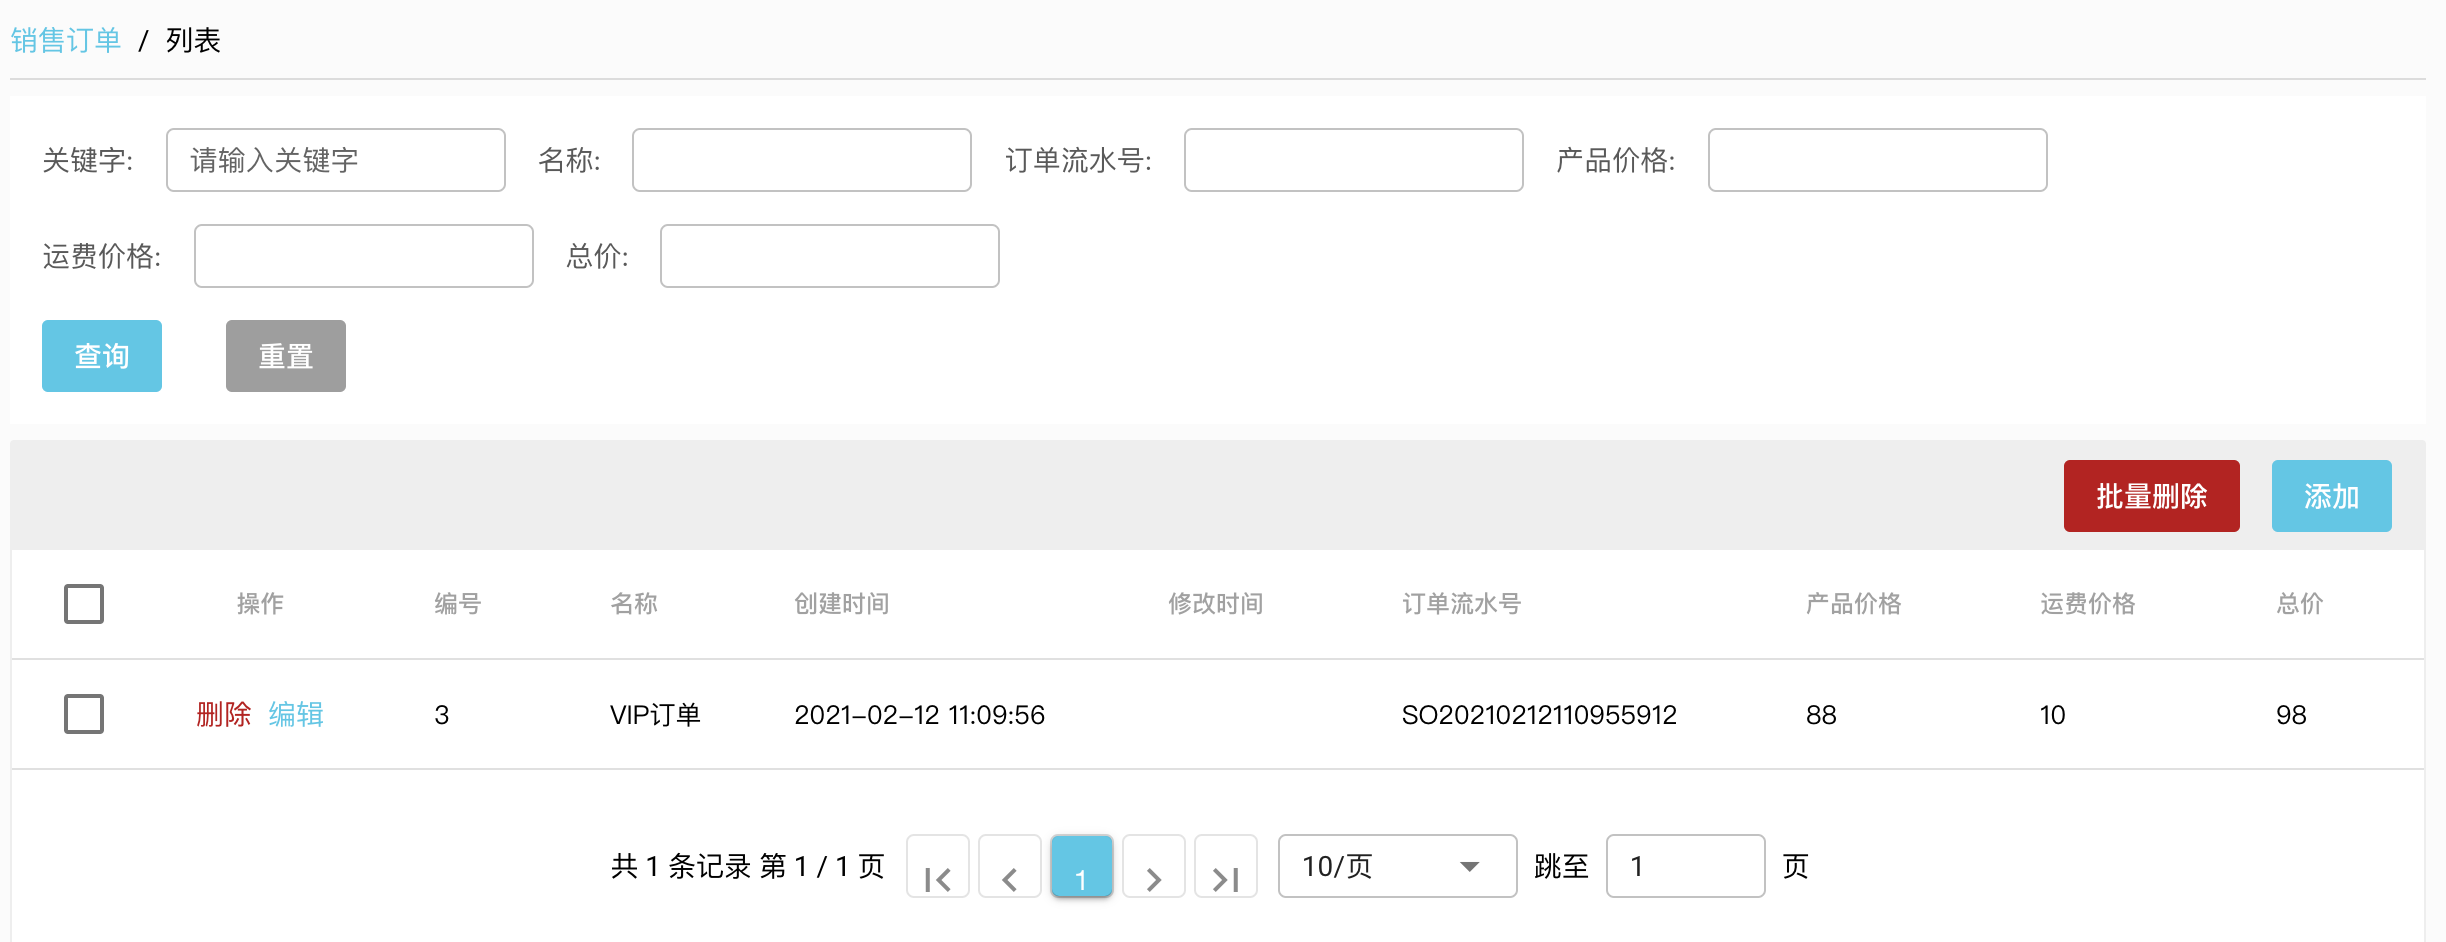 销售订单 / 列表
关键字: 请输入关键字 名称: 订单流水号: 产品价格:
运费价格: 总价:
查询 重置
批量删除 添加
操作 编号 名称 创建时间 修改时间 订单流水号 产品价格 运费价格 总价
删除 编辑 3 VIP订单 2021-02-12 11:09:56 SO20210212110955912 88 10 98
共 1 条记录 第 1 / 1 页 1 10/页 跳至 1 页